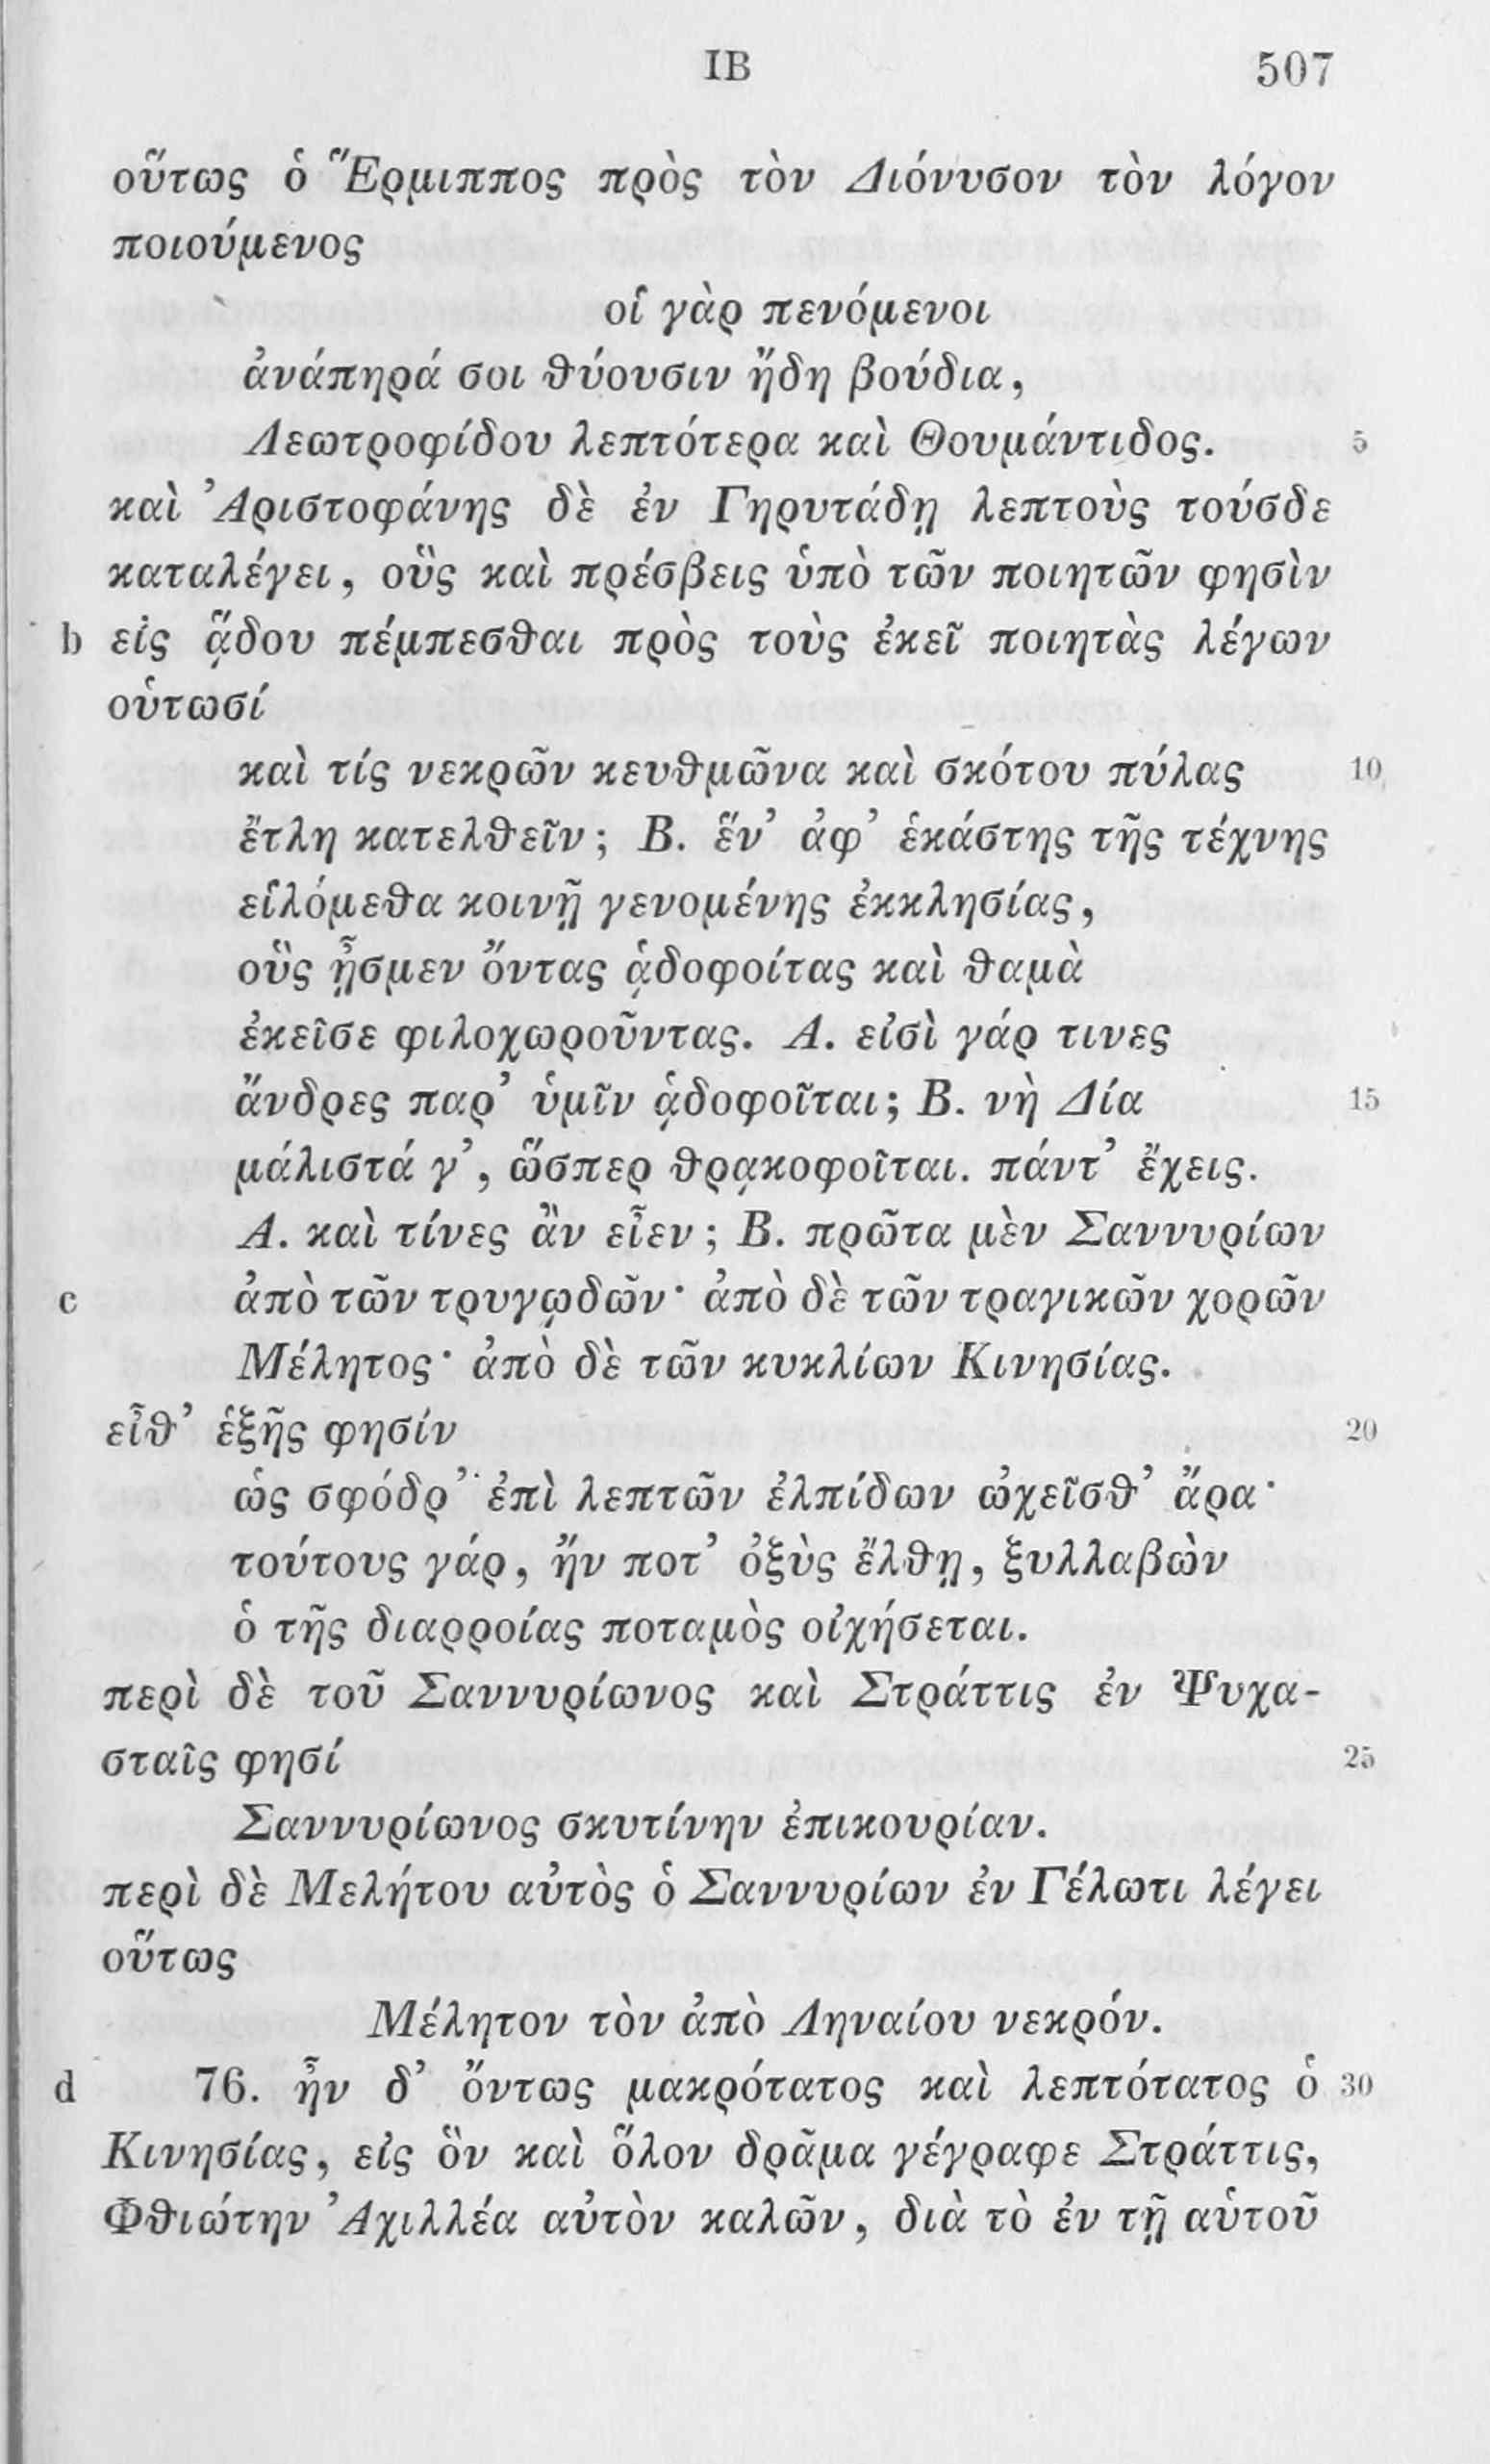 ΙΒ 507
οὕτως ὁ Ἕρμιππος πρὸς τὸν Διόνυσον τὸν λόγον
ποιούμενος
οἱ γὰρ πενόμενοι
ἀνάπηρά σοι θύουσιν ἤδη βούδια,
Λεωτροφίδου λεπτότερα καὶ Θουμάντιδος. 5
καὶ Ἀριστοφάνης δὲ ἐν Γηρυτάδῃ λεπτοὺς τούσδε
καταλέγει, οὓς καὶ πρέσβεις ὑπὸ τῶν ποιητῶν φησὶν
b εἰς ᾅδου πέμπεσθαι πρὸς τοὺς ἐκεῖ ποιητὰς λέγων
οὑτωσί
καὶ τίς νεκρῶν κευθμῶνα καὶ σκότου πύλας 10
ἔτλη κατελθεῖν; Β. ἕν’ ἀφ’ ἑκάστης τῆς τέχνης
εἱλόμεθα κοινῇ γενομένης ἐκκλησίας,
οὓς ᾖσμεν ὄντας ᾁδοφοίτας καὶ θαμὰ
ἐκεῖσε φιλοχωροῦντας. Α. εἰσὶ γάρ τινες
ἄνδρες παρ’ ὑμῖν ᾁδοφοῖται; Β. νὴ Δία 15
μάλιστά γ’, ὥσπερ θρᾳκοφοῖται. πάντ’ ἔχεις.
Α. καὶ τίνες ἂν εἶεν; Β. πρῶτα μὲν Σαννυρίων
c ἀπὸ τῶν τρυγῳδῶν· ἀπὸ δὲ τῶν τραγικῶν χορῶν
Μέλητος· ἀπὸ δὲ τῶν κυκλίων Κινησίας.
εἶθ’ ἑξῆς φησίν 20
ὡς σφόδρ’ ἐπὶ λεπτῶν ἐλπίδων ὠχεῖσθ’ ἄρα·
τούτους γάρ, ἤν ποτ’ ὀξὺς ἔλθῃ, ξυλλαβὼν
ὁ τῆς διαρροίας ποταμὸς οἰχήσεται.
περὶ δὲ τοῦ Σαννυρίωνος καὶ Στράττις ἐν Ψυχα-
σταῖς φησί 25
Σαννυρίωνος σκυτίνην ἐπικουρίαν.
περὶ δὲ Μελήτου αὐτὸς ὁ Σαννυρίων ἐν Γέλωτι λέγει
οὕτως
Μέλητον τὸν ἀπὸ Ληναίου νεκρόν.
d 76. ἦν δ’ ὄντως μακρότατος καὶ λεπτότατος ὁ 30
Κινησίας, εἰς ὃν καὶ ὅλον δρᾶμα γέγραφε Στράττις,
Φθιώτην Ἀχιλλέα αὐτὸν καλῶν, διὰ τὸ ἐν τῇ αὑτοῦ